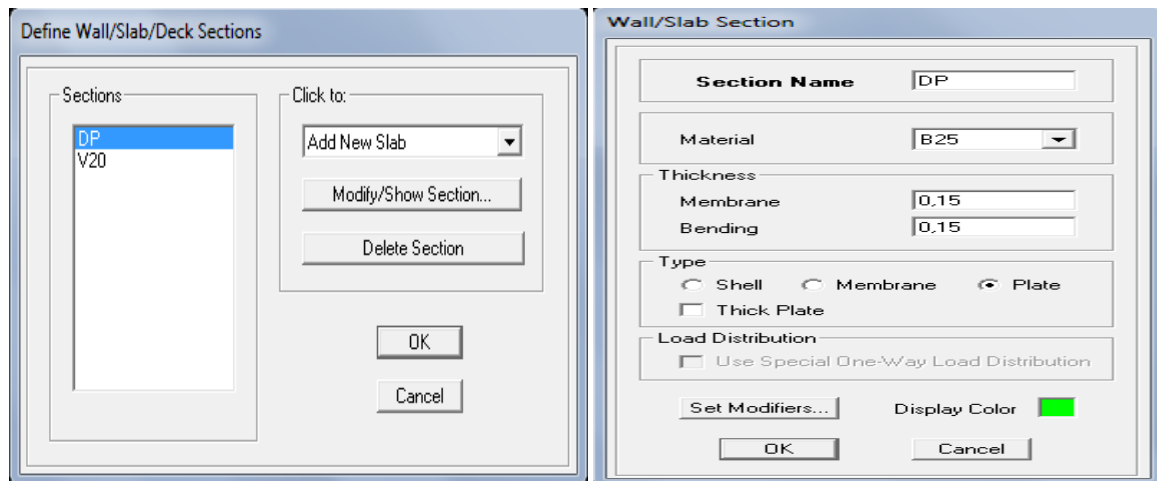 Define Wall/Slab/Deck Sections
Sections
DP
V20
Click to:
Add New Slab
Modify/Show Section...
Delete Section
OK
Cancel
Wall/Slab Section
Section Name DP
Material B25
Thickness
Membrane 0,15
Bending 0,15
Type
Shell Membrane Plate
Thick Plate
Load Distribution
Use Special One-Way Load Distribution
Set Modifiers... Display Color
OK Cancel